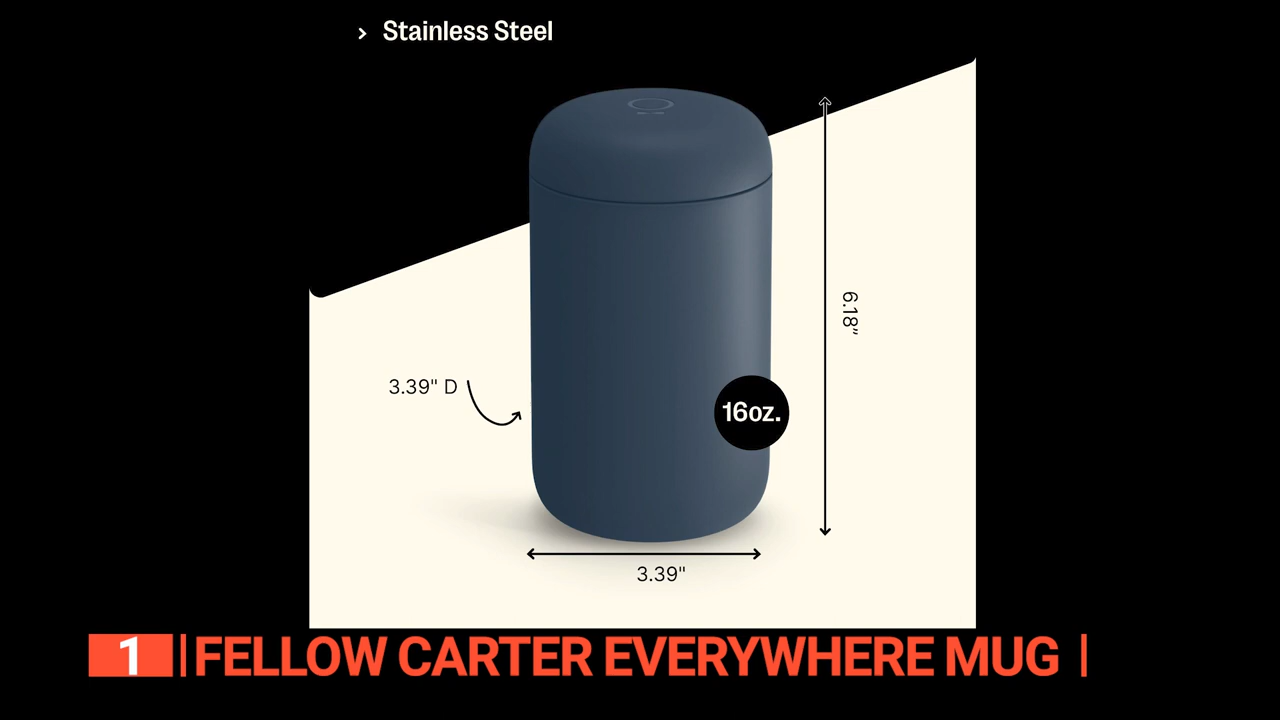 › Stainless Steel
6.18”
3.39" D
16oz.
3.39"
1 | FELLOW CARTER EVERYWHERE MUG |